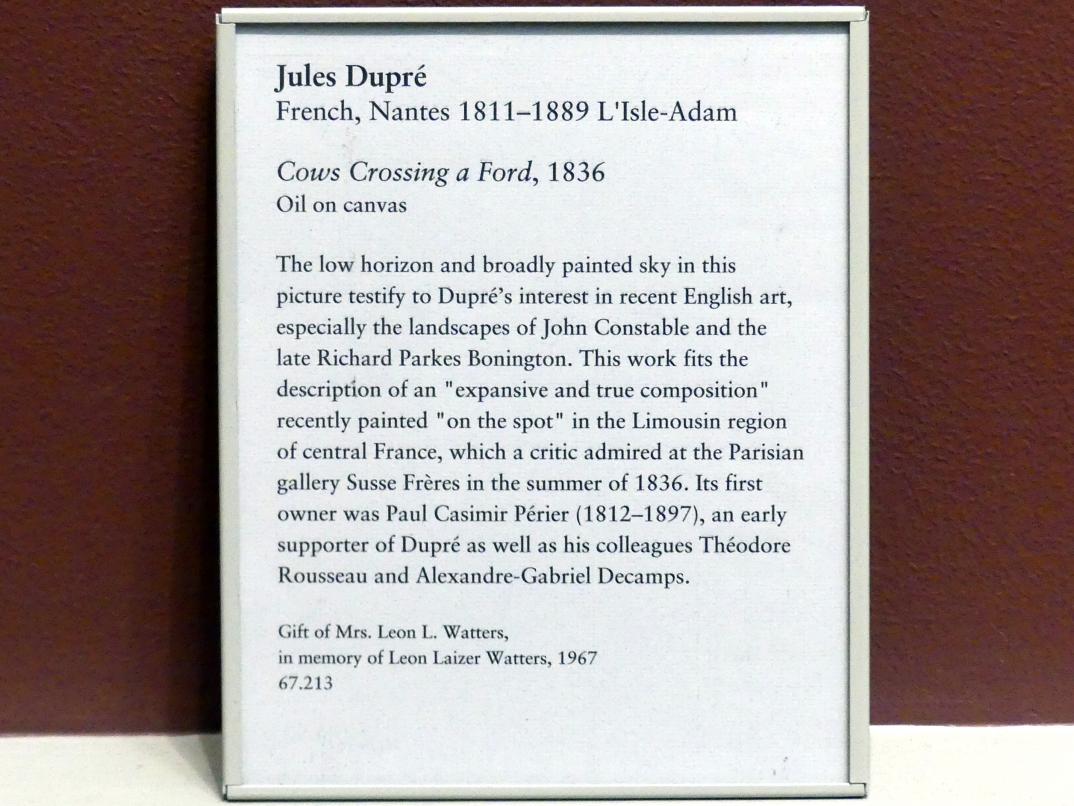 Jules Dupré
French, Nantes 1811–1889 L'Isle-Adam
Cows Crossing a Ford, 1836
Oil on canvas
The low horizon and broadly painted sky in this
picture testify to Dupré’s interest in recent English art,
especially the landscapes of John Constable and the
late Richard Parkes Bonington. This work fits the
description of an "expansive and true composition"
recently painted "on the spot" in the Limousin region
of central France, which a critic admired at the Parisian
gallery Susse Frères in the summer of 1836. Its first
owner was Paul Casimir Périer (1812–1897), an early
supporter of Dupré as well as his colleagues Théodore
Rousseau and Alexandre-Gabriel Decamps.
Gift of Mrs. Leon L. Watters,
in memory of Leon Laizer Watters, 1967
67.213